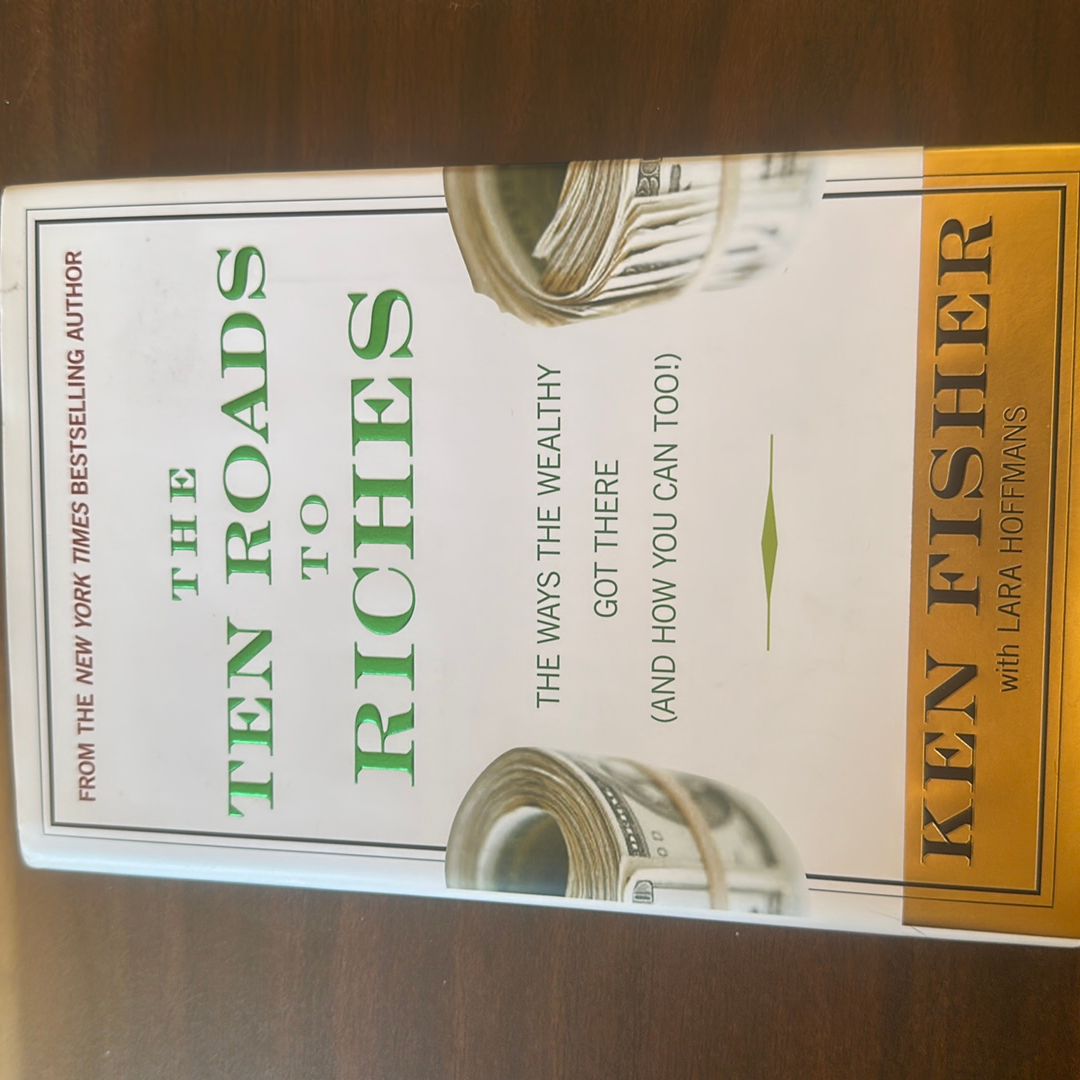 FROM THE NEW YORK TIMES BESTSELLING AUTHOR
THE
TEN ROADS
TO
RICHES
THE WAYS THE WEALTHY
GOT THERE
(AND HOW YOU CAN TOO!)
KEN FISHER
with LARA HOFFMANS